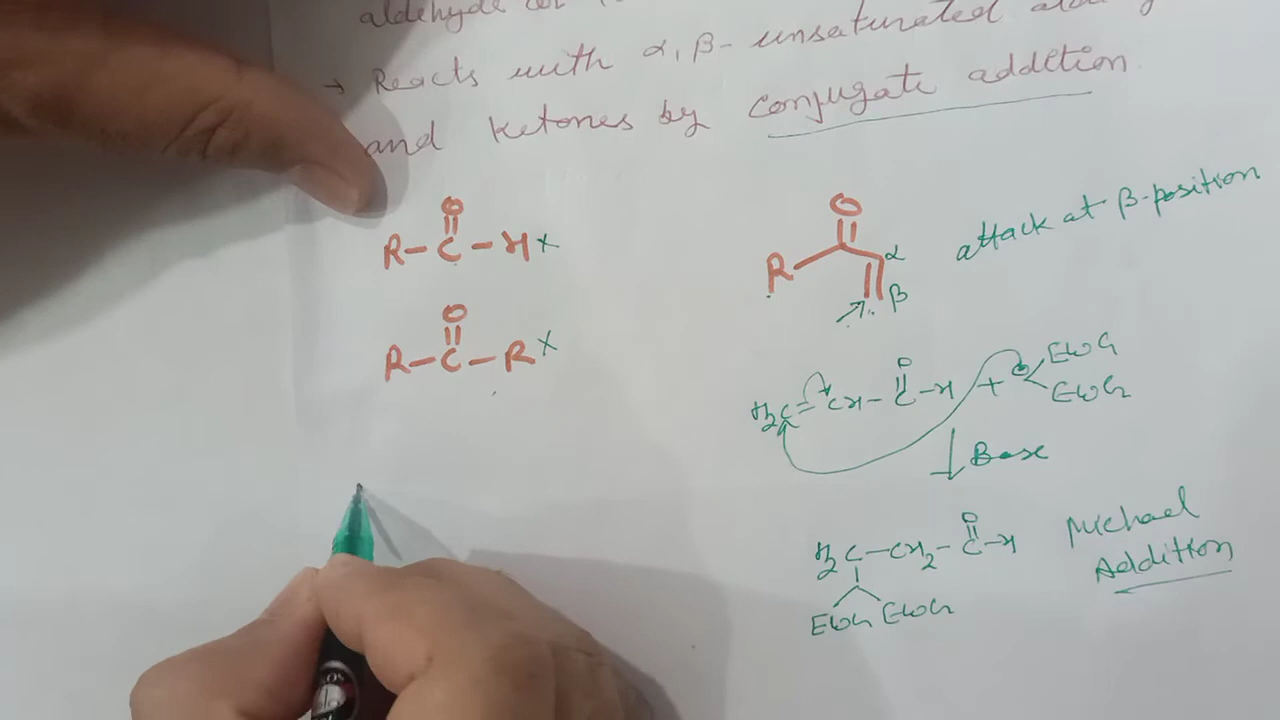 aldehyde
→ Reacts with α, β- unsaturated
and ketones by conjugate addition
O
R-C-H x
O
R-C-R x
O
R α
β
attack at β-position
O
H2C=CH-C-H + EWG
EWG
Base
O
H2C-CH2-C-H
EWG EWG
Michael
Addition